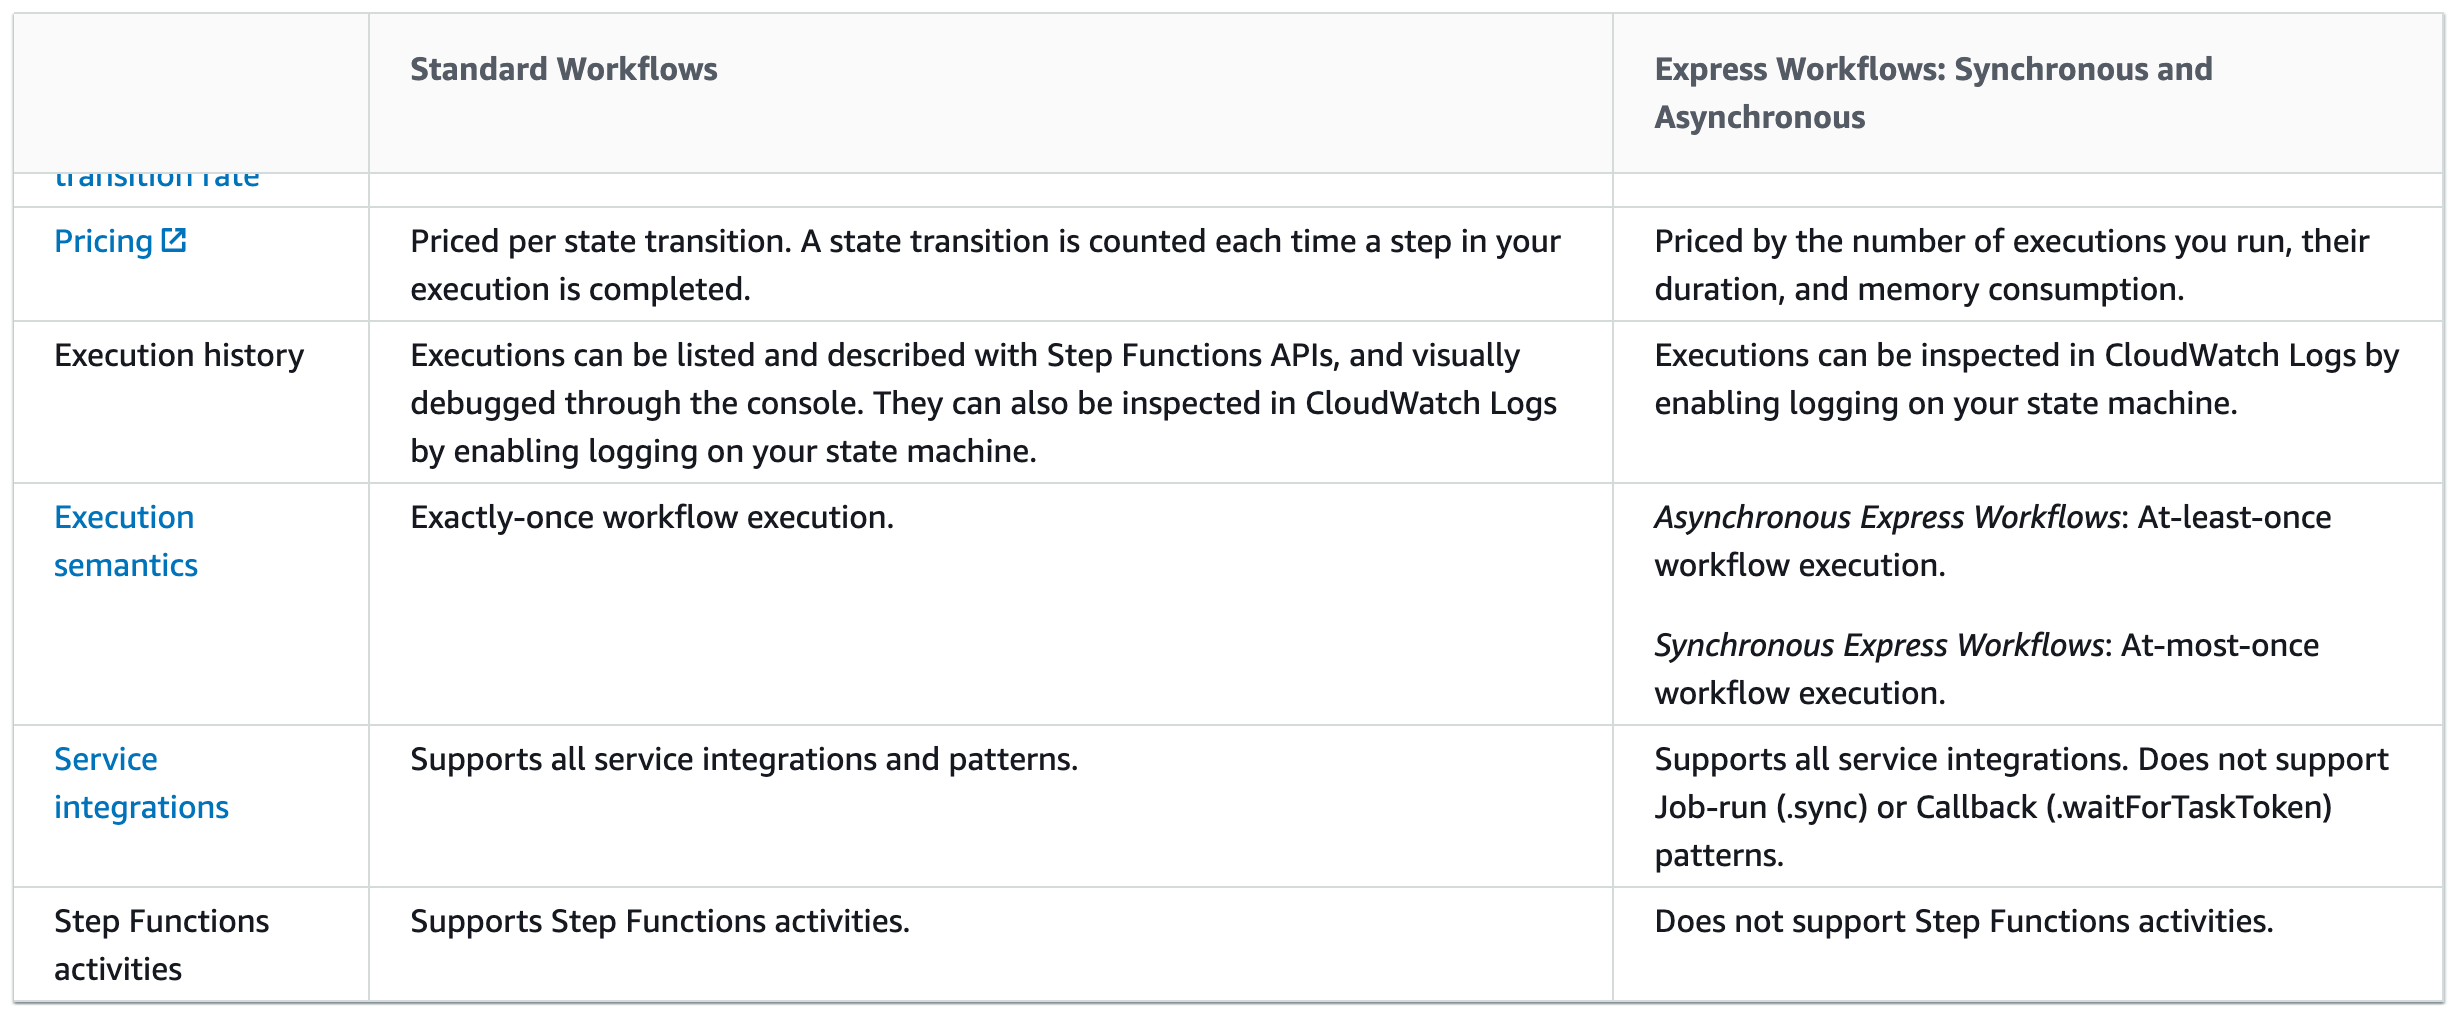 Standard Workflows
Express Workflows: Synchronous and
Asynchronous
transition rate
Pricing
Priced per state transition. A state transition is counted each time a step in your
execution is completed.
Priced by the number of executions you run, their
duration, and memory consumption.
Execution history
Executions can be listed and described with Step Functions APIs, and visually
debugged through the console. They can also be inspected in CloudWatch Logs
by enabling logging on your state machine.
Executions can be inspected in CloudWatch Logs by
enabling logging on your state machine.
Execution
semantics
Exactly-once workflow execution.
Asynchronous Express Workflows: At-least-once
workflow execution.
Synchronous Express Workflows: At-most-once
workflow execution.
Service
integrations
Supports all service integrations and patterns.
Supports all service integrations. Does not support
Job-run (.sync) or Callback (.waitForTaskToken)
patterns.
Step Functions
activities
Supports Step Functions activities.
Does not support Step Functions activities.